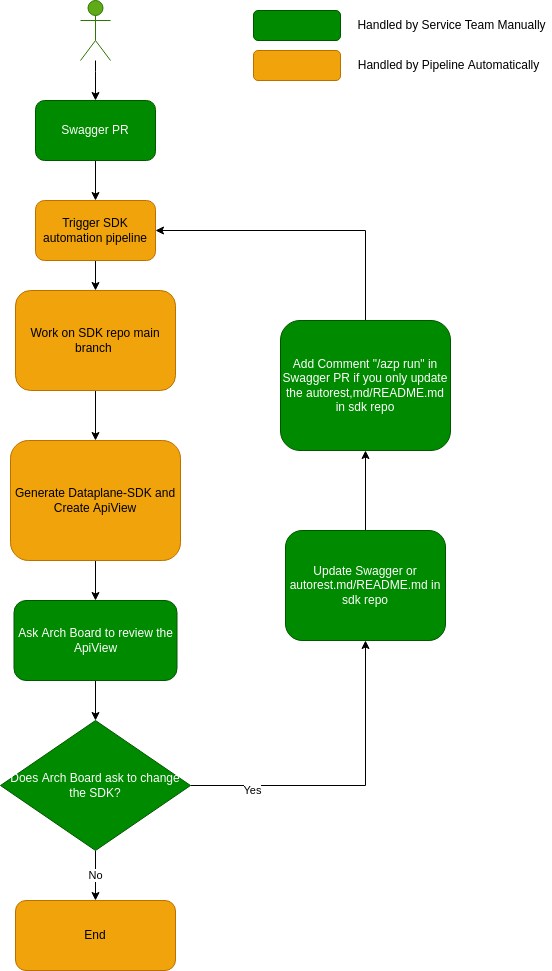 Handled by Service Team Manually
Handled by Pipeline Automatically
Swagger PR
Trigger SDK
automation pipeline
Work on SDK repo main
branch
Generate Dataplane-SDK and
Create ApiView
Ask Arch Board to review the
ApiView
Does Arch Board ask to change
the SDK?
Yes
No
End
Update Swagger or
autorest.md/README.md in
sdk repo
Add Comment "/azp run" in
Swagger PR if you only update
the autorest,md/README.md
in sdk repo